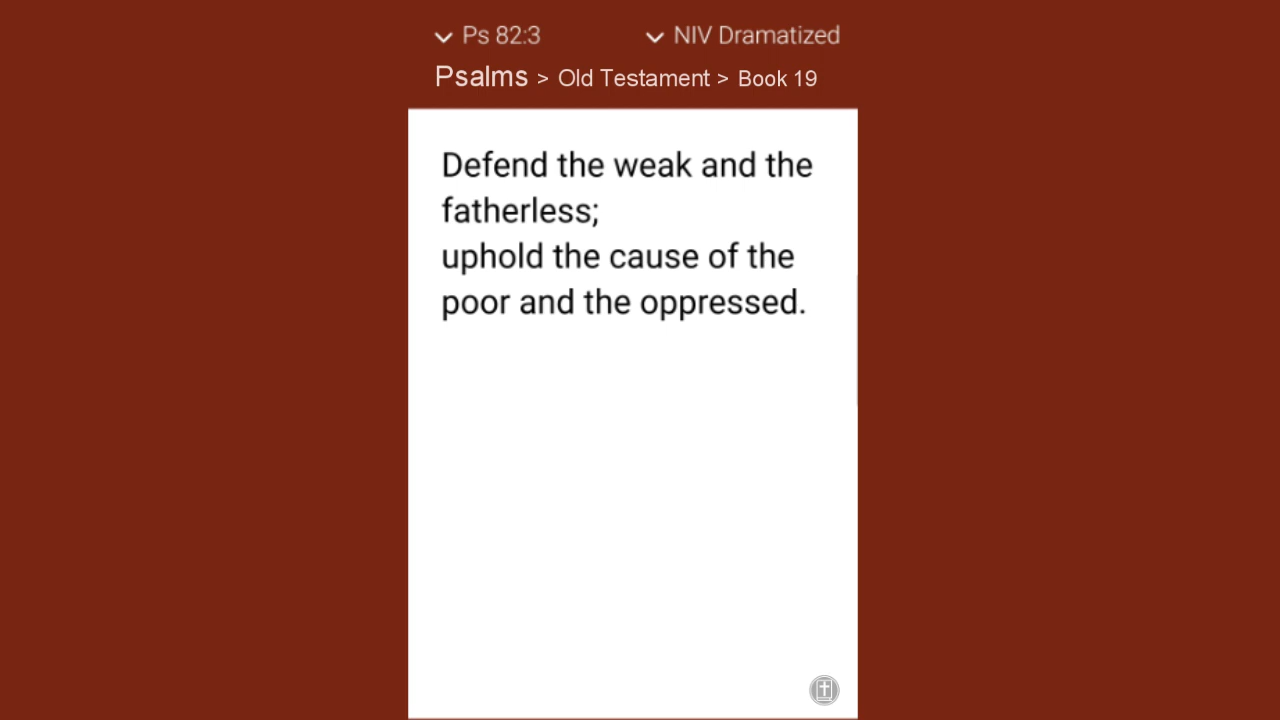 Ps 82:3 NIV Dramatized
Psalms > Old Testament > Book 19
Defend the weak and the
fatherless;
uphold the cause of the
poor and the oppressed.